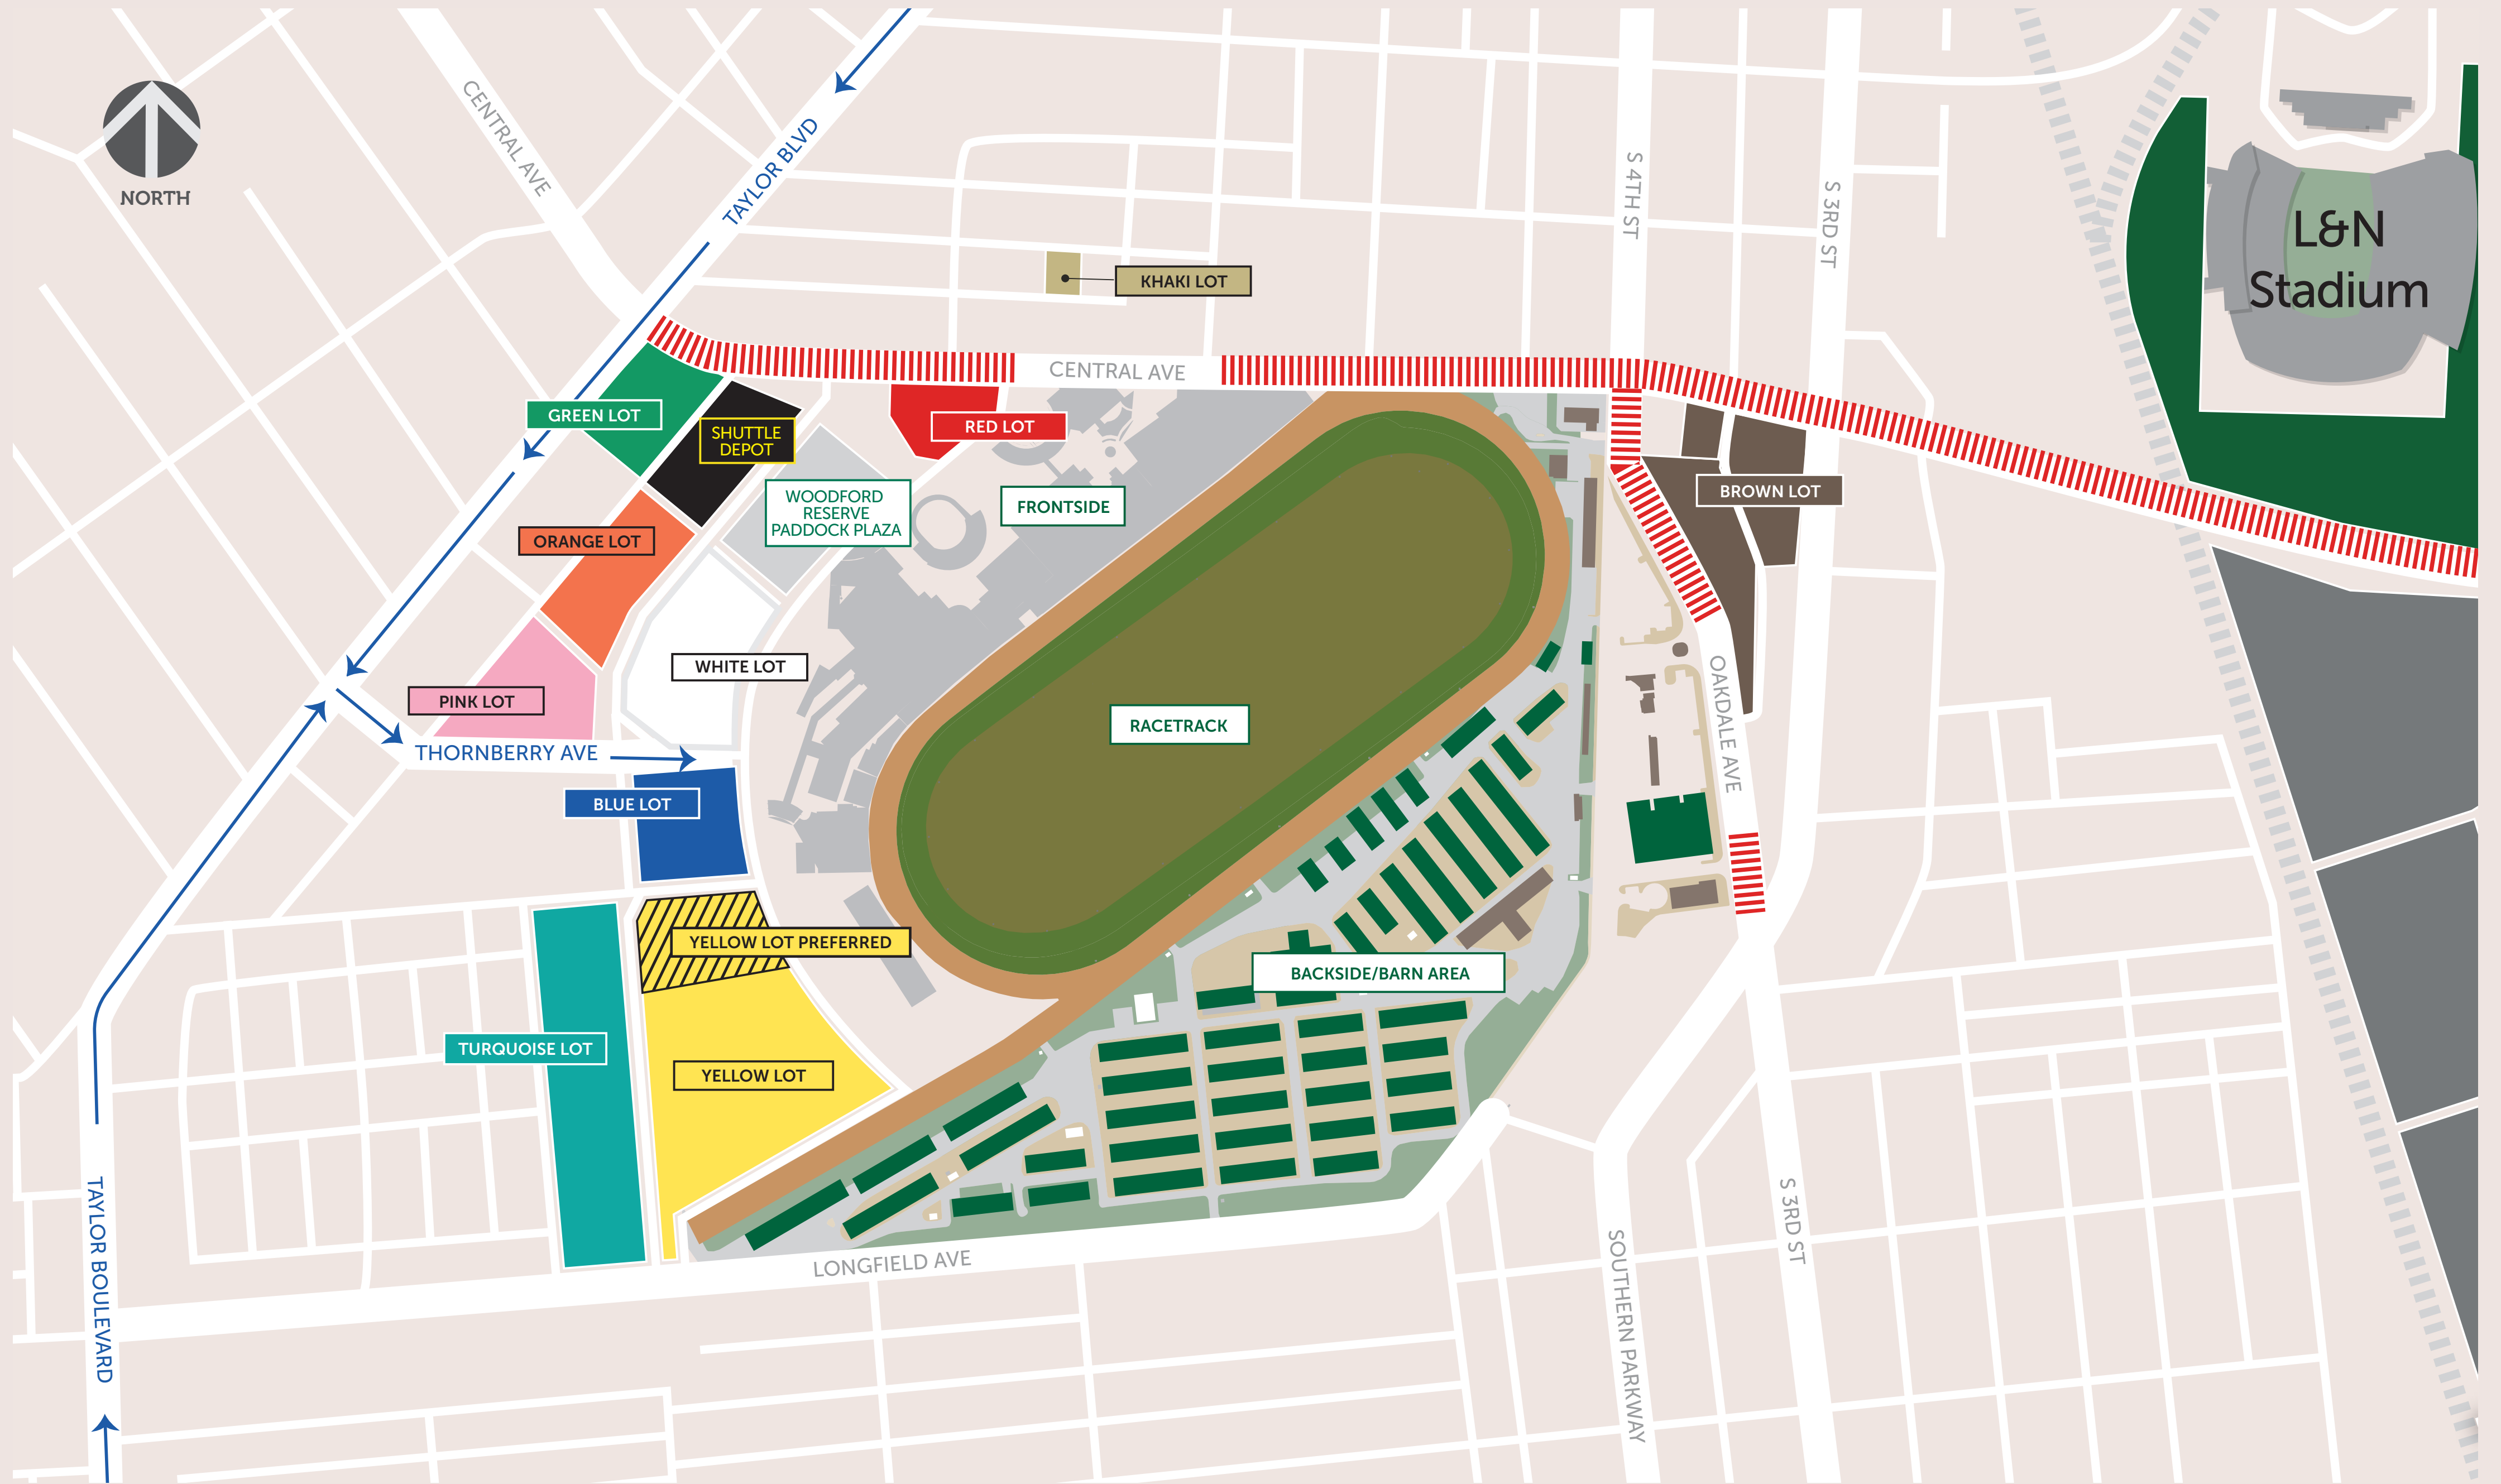 NORTH
CENTRAL AVE
TAYLOR BLVD
S 4TH ST
S 3RD ST
L&N
Stadium
KHAKI LOT
CENTRAL AVE
GREEN LOT
SHUTTLE
DEPOT
RED LOT
WOODFORD
RESERVE
PADDOCK PLAZA
FRONTSIDE
BROWN LOT
ORANGE LOT
WHITE LOT
PINK LOT
RACETRACK
OAKDALE AVE
THORNBERRY AVE
BLUE LOT
YELLOW LOT PREFERRED
BACKSIDE/BARN AREA
TURQUOISE LOT
YELLOW LOT
TAYLOR BOULEVARD
LONGFIELD AVE
SOUTHERN PARKWAY
S 3RD ST